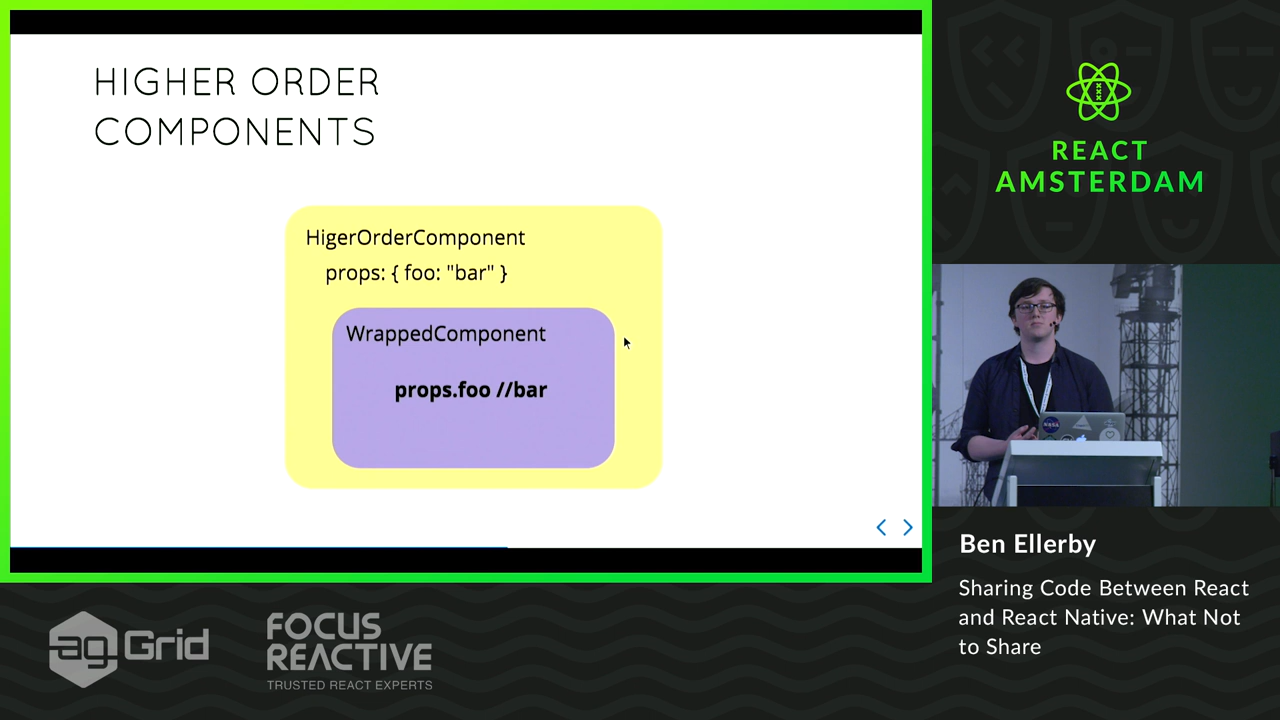 HIGHER ORDER
COMPONENTS
HigerOrderComponent
props: { foo: "bar" }
WrappedComponent
props.foo //bar
REACT
AMSTERDAM
Ben Ellerby
Sharing Code Between React
and React Native: What Not
to Share
ag Grid
FOCUS
REACTIVE
TRUSTED REACT EXPERTS